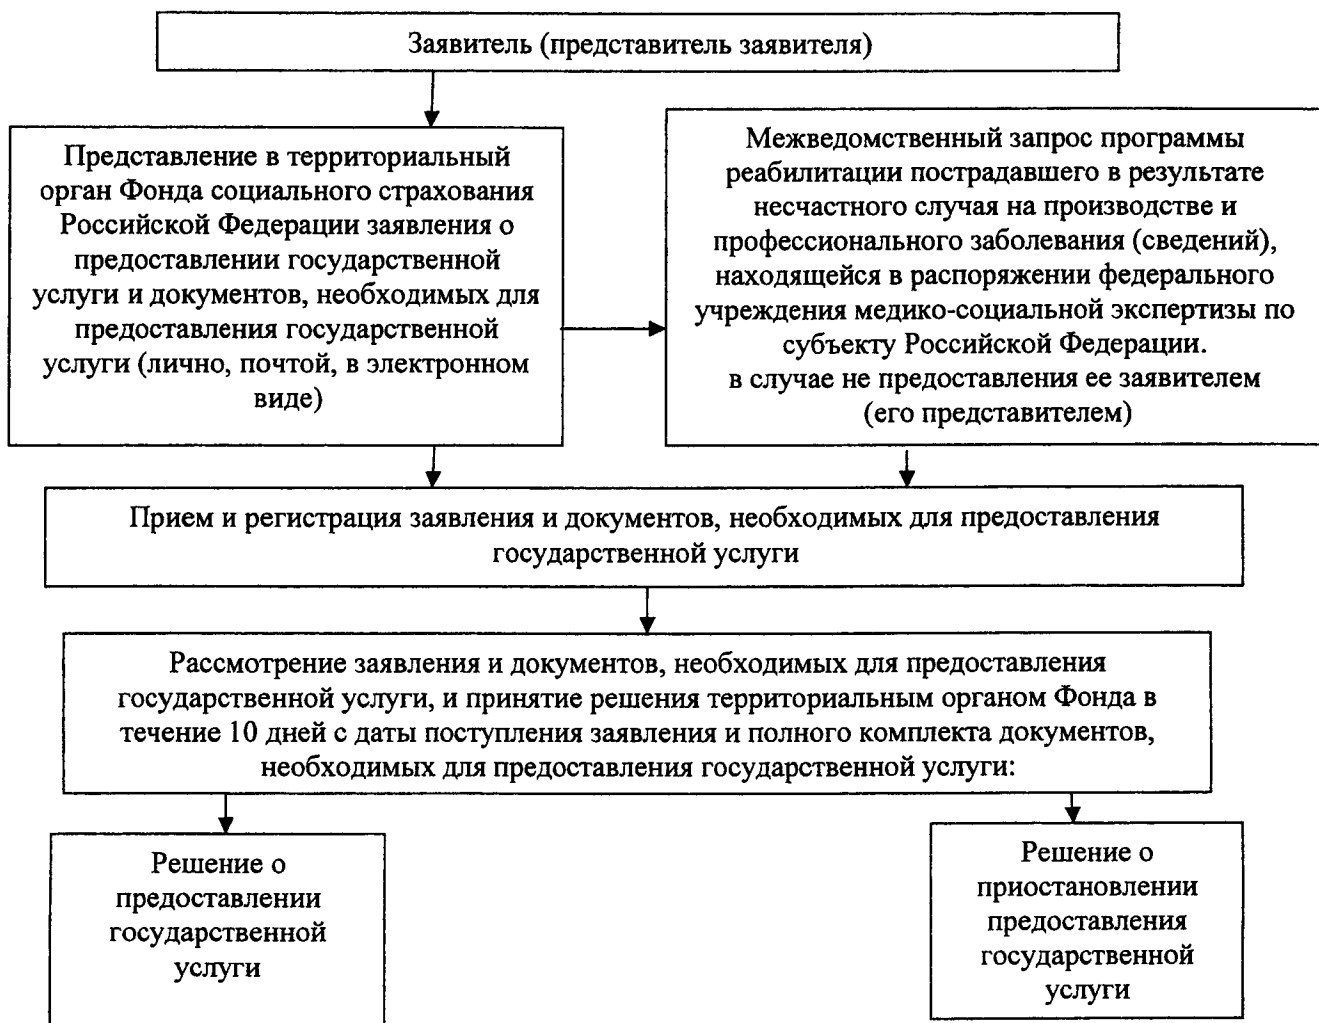 Заявитель (представитель заявителя)
Представление в территориальный
орган Фонда социального страхования
Российской Федерации заявления о
предоставлении государственной
услуги и документов, необходимых для
предоставления государственной
услуги (лично, почтой, в электронном
виде)
Межведомственный запрос программы
реабилитации пострадавшего в результате
несчастного случая на производстве и
профессионального заболевания (сведений),
находящейся в распоряжении федерального
учреждения медико-социальной экспертизы по
субъекту Российской Федерации.
в случае не предоставления ее заявителем
(его представителем)
Прием и регистрация заявления и документов, необходимых для предоставления
государственной услуги
Рассмотрение заявления и документов, необходимых для предоставления
государственной услуги, и принятие решения территориальным органом Фонда в
течение 10 дней с даты поступления заявления и полного комплекта документов,
необходимых для предоставления государственной услуги:
Решение о
предоставлении
государственной
услуги
Решение о
приостановлении
предоставления
государственной
услуги